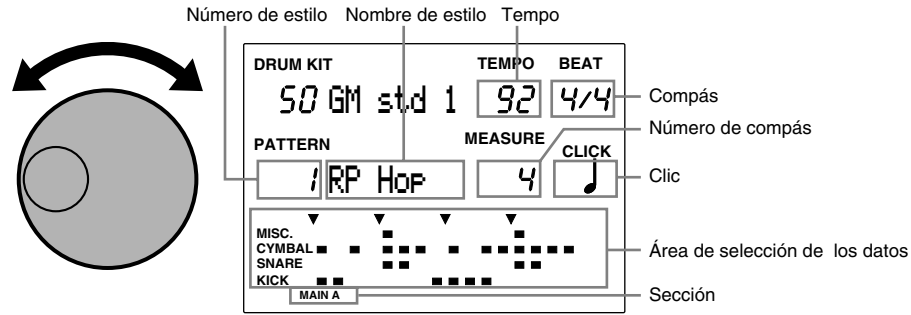 Número de estilo Nombre de estilo Tempo
DRUM KIT TEMPO BEAT
50 GM std 1 92 4/4
Compás
Número de compás
PATTERN MEASURE CLICK
1 RP Hop 4
Clic
MISC.
CYMBAL
SNARE
KICK
Área de selección de los datos
MAIN A
Sección